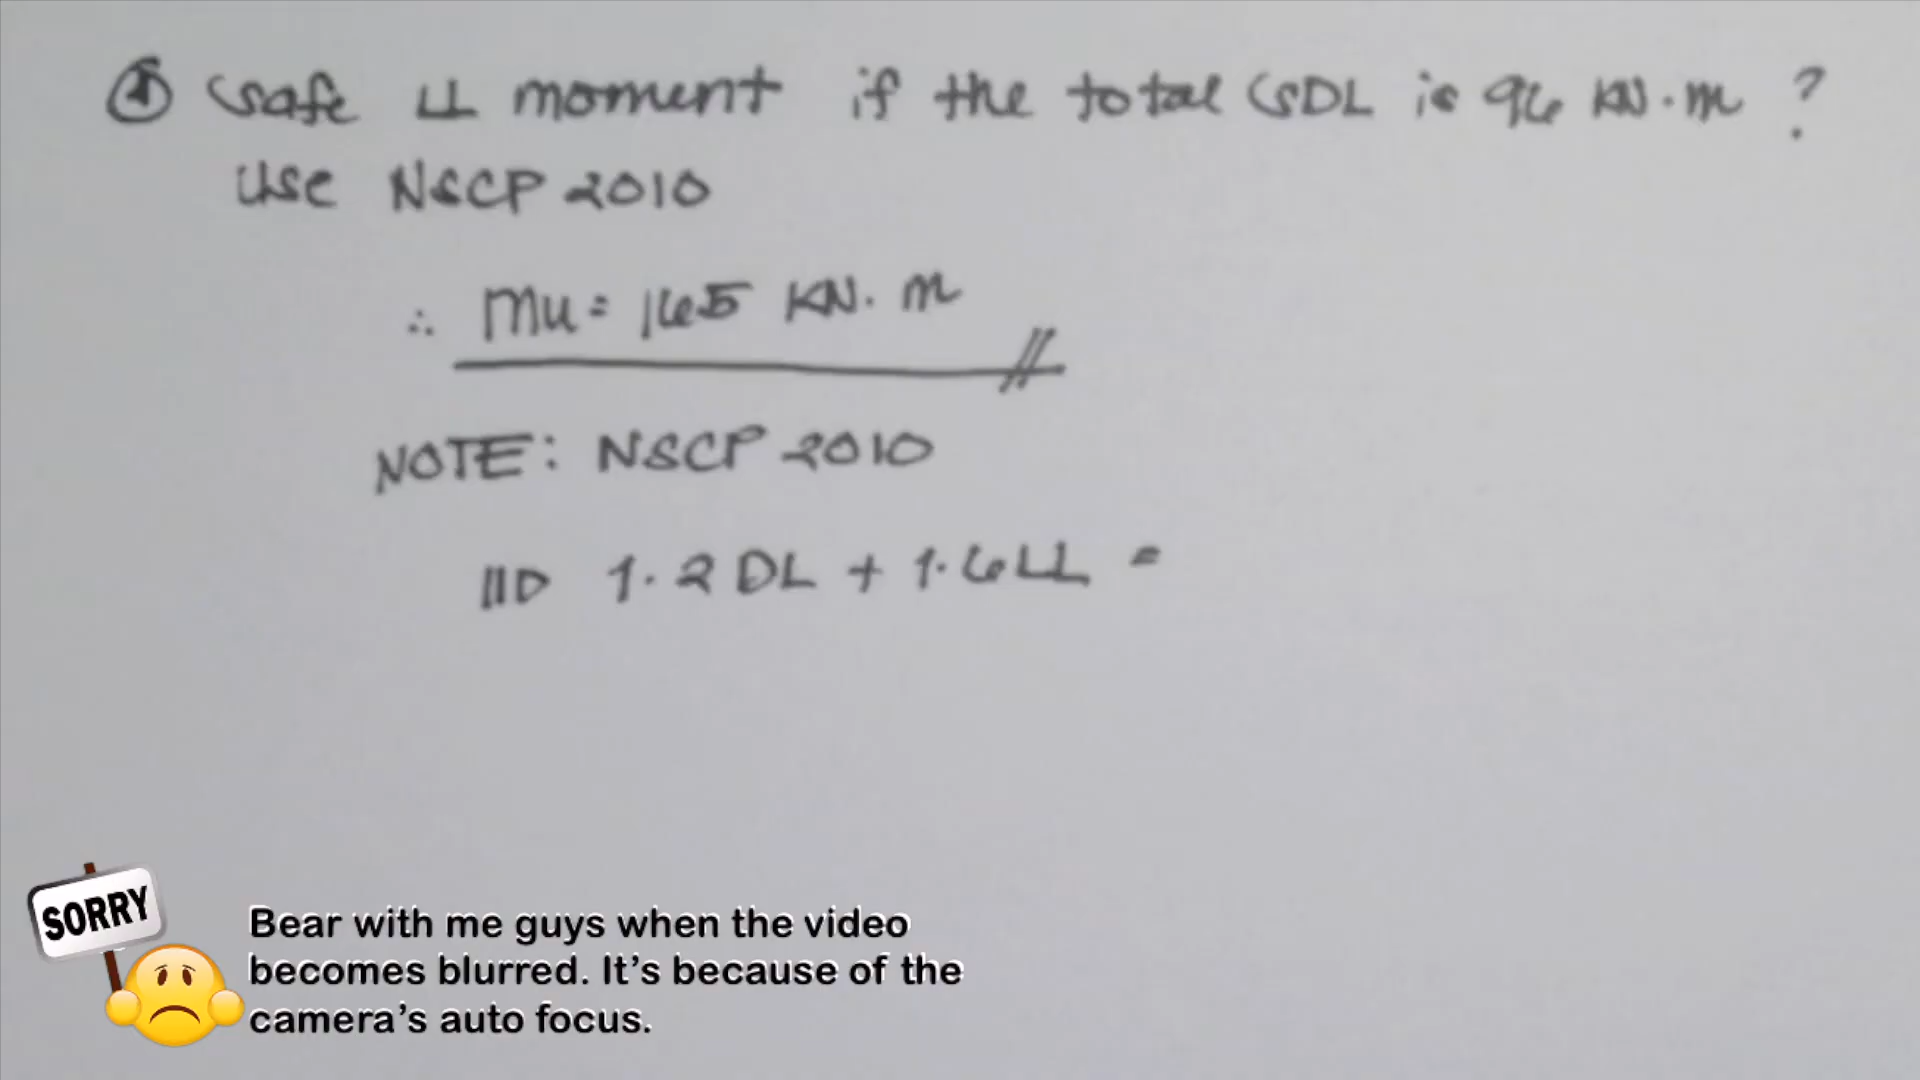 ④ Safe LL moment if the total SDL is 96 KN.m ?
Use NSCP 2010
∴ Mu = 165 KN.m
NOTE: NSCP 2010
1.2 DL + 1.6 LL =
SORRY
Bear with me guys when the video
becomes blurred. It's because of the
camera's auto focus.